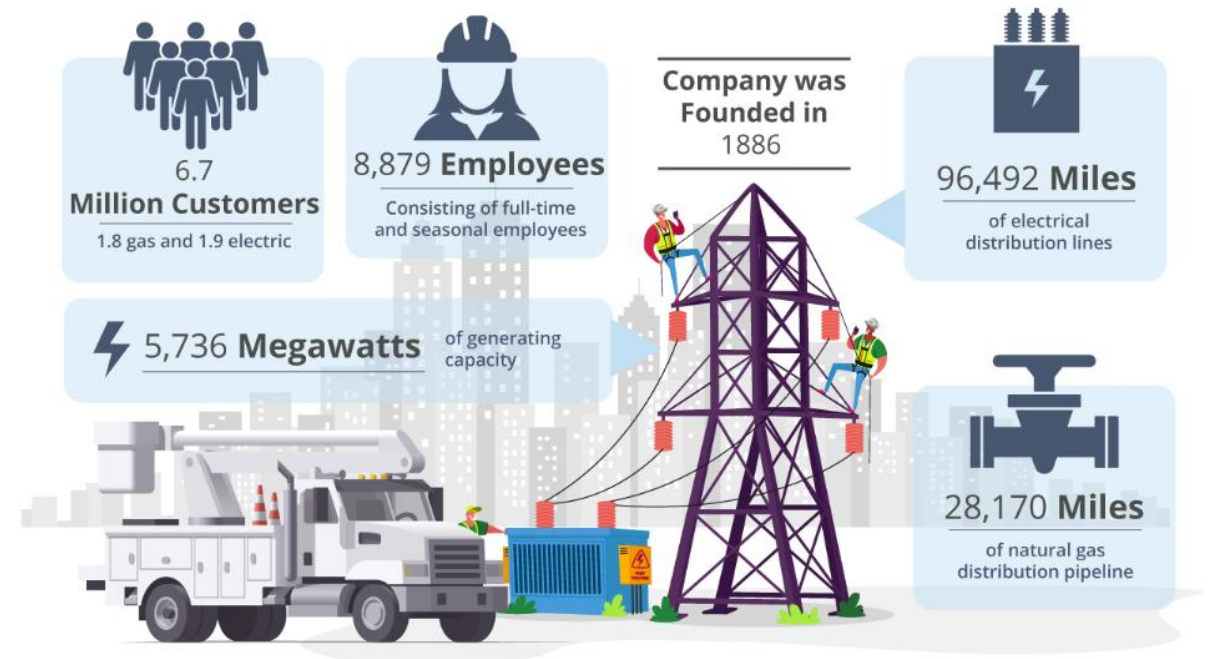 6.7
Million Customers
1.8 gas and 1.9 electric
8,879 Employees
Consisting of full-time
and seasonal employees
Company was
Founded in
1886
96,492 Miles
of electrical
distribution lines
5,736 Megawatts
of generating
capacity
28,170 Miles
of natural gas
distribution pipeline